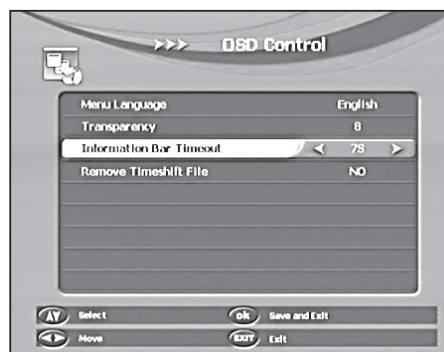 >>> OSD Control
Menu Language English
Transparency 8
Information Bar Timeout 7S
Remove Timeshift File NO
Select ok Save and Exit
Move EXIT Exit